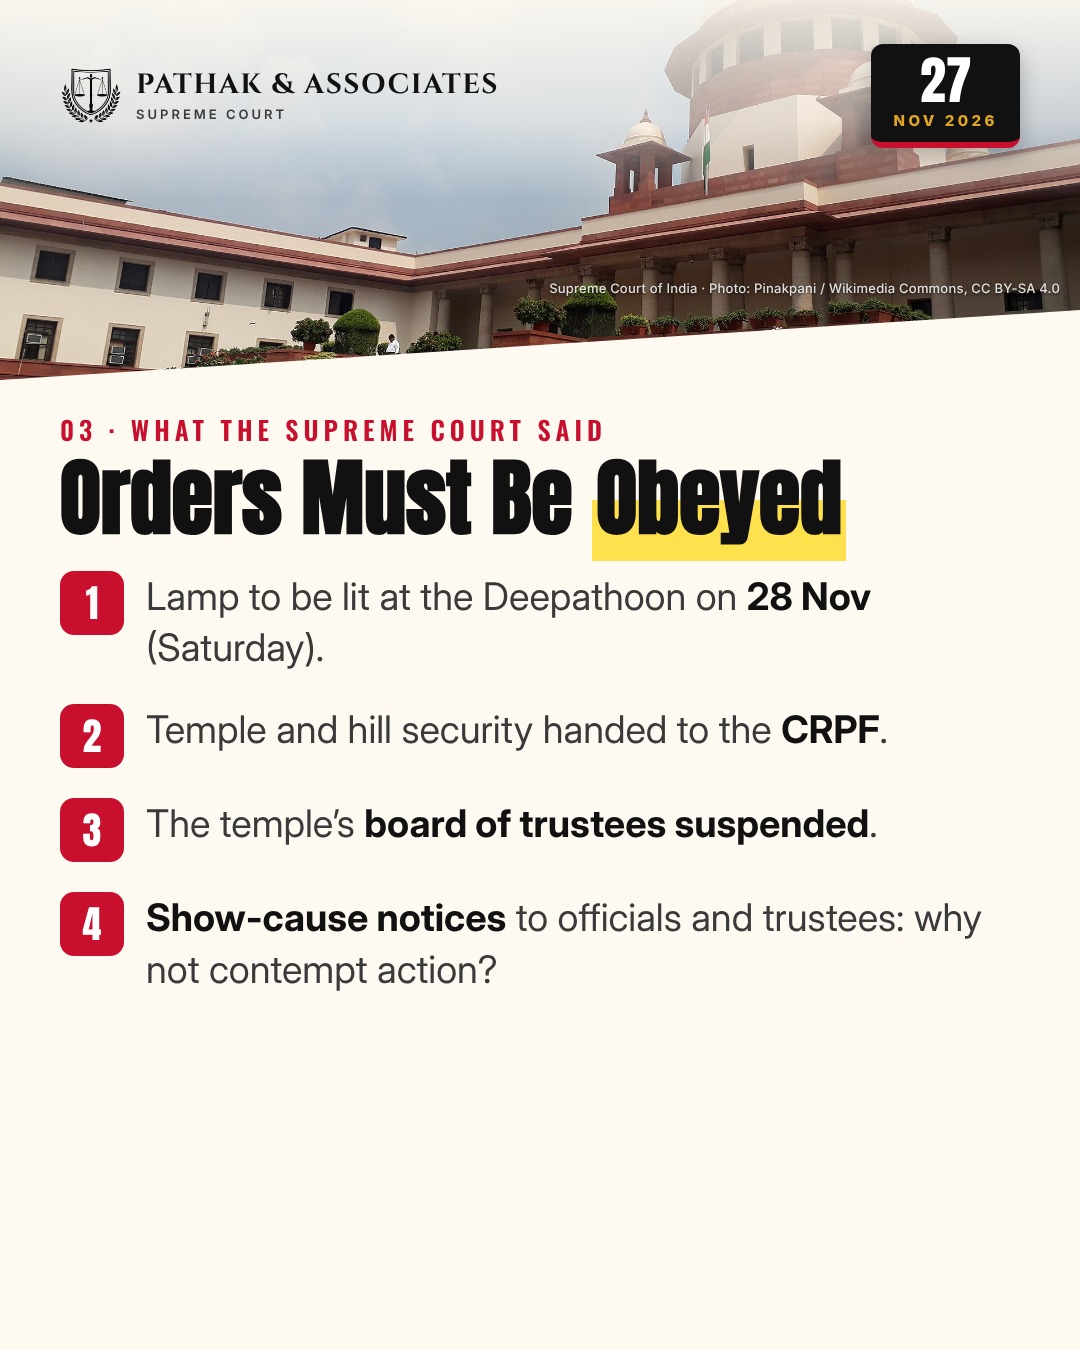 PATHAK & ASSOCIATES
SUPREME COURT
27
NOV 2026
Supreme Court of India · Photo: Pinakpani / Wikimedia Commons, CC BY-SA 4.0
03 · WHAT THE SUPREME COURT SAID
Orders Must Be Obeyed
1 Lamp to be lit at the Deepathoon on 28 Nov
(Saturday).
2 Temple and hill security handed to the CRPF.
3 The temple’s board of trustees suspended.
4 Show-cause notices to officials and trustees: why
not contempt action?